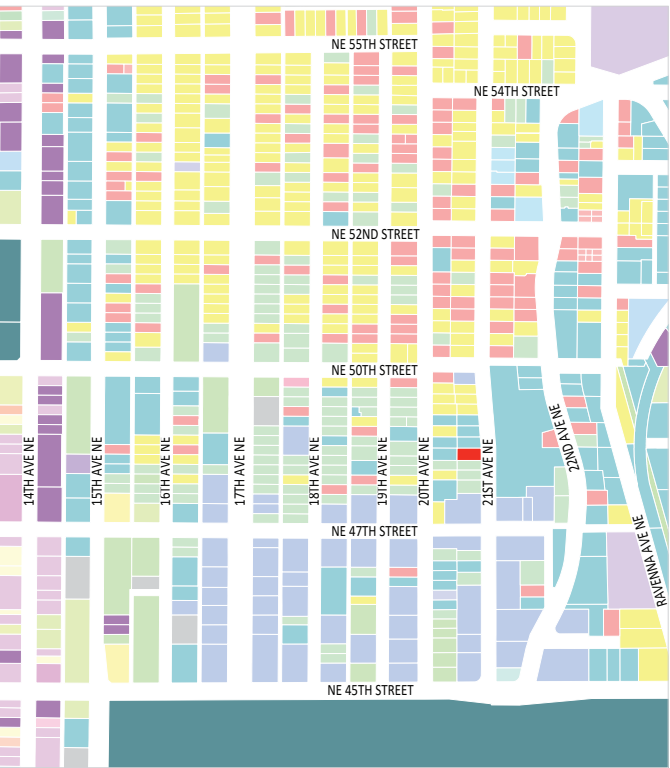 NE 55TH STREET
NE 54TH STREET
NE 52ND STREET
NE 50TH STREET
14TH AVE NE
15TH AVE NE
16TH AVE NE
17TH AVE NE
18TH AVE NE
19TH AVE NE
20TH AVE NE
21ST AVE NE
22ND AVE NE
RAVENNA AVE NE
NE 47TH STREET
NE 45TH STREET